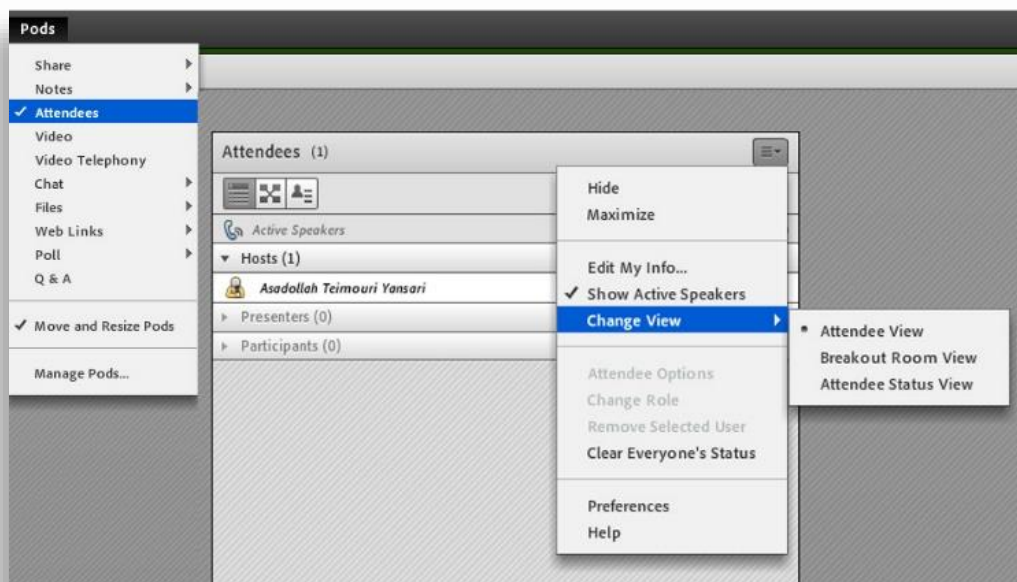 Pods
Share
Notes
Attendees
Video
Video Telephony
Chat
Files
Web Links
Poll
Q & A
Move and Resize Pods
Manage Pods...
Attendees (1)
Active Speakers
Hosts (1)
Asadollah Teimouri Yansari
Presenters (0)
Participants (0)
Hide
Maximize
Edit My Info...
Show Active Speakers
Change View
Attendee Options
Change Role
Remove Selected User
Clear Everyone's Status
Preferences
Help
Attendee View
Breakout Room View
Attendee Status View